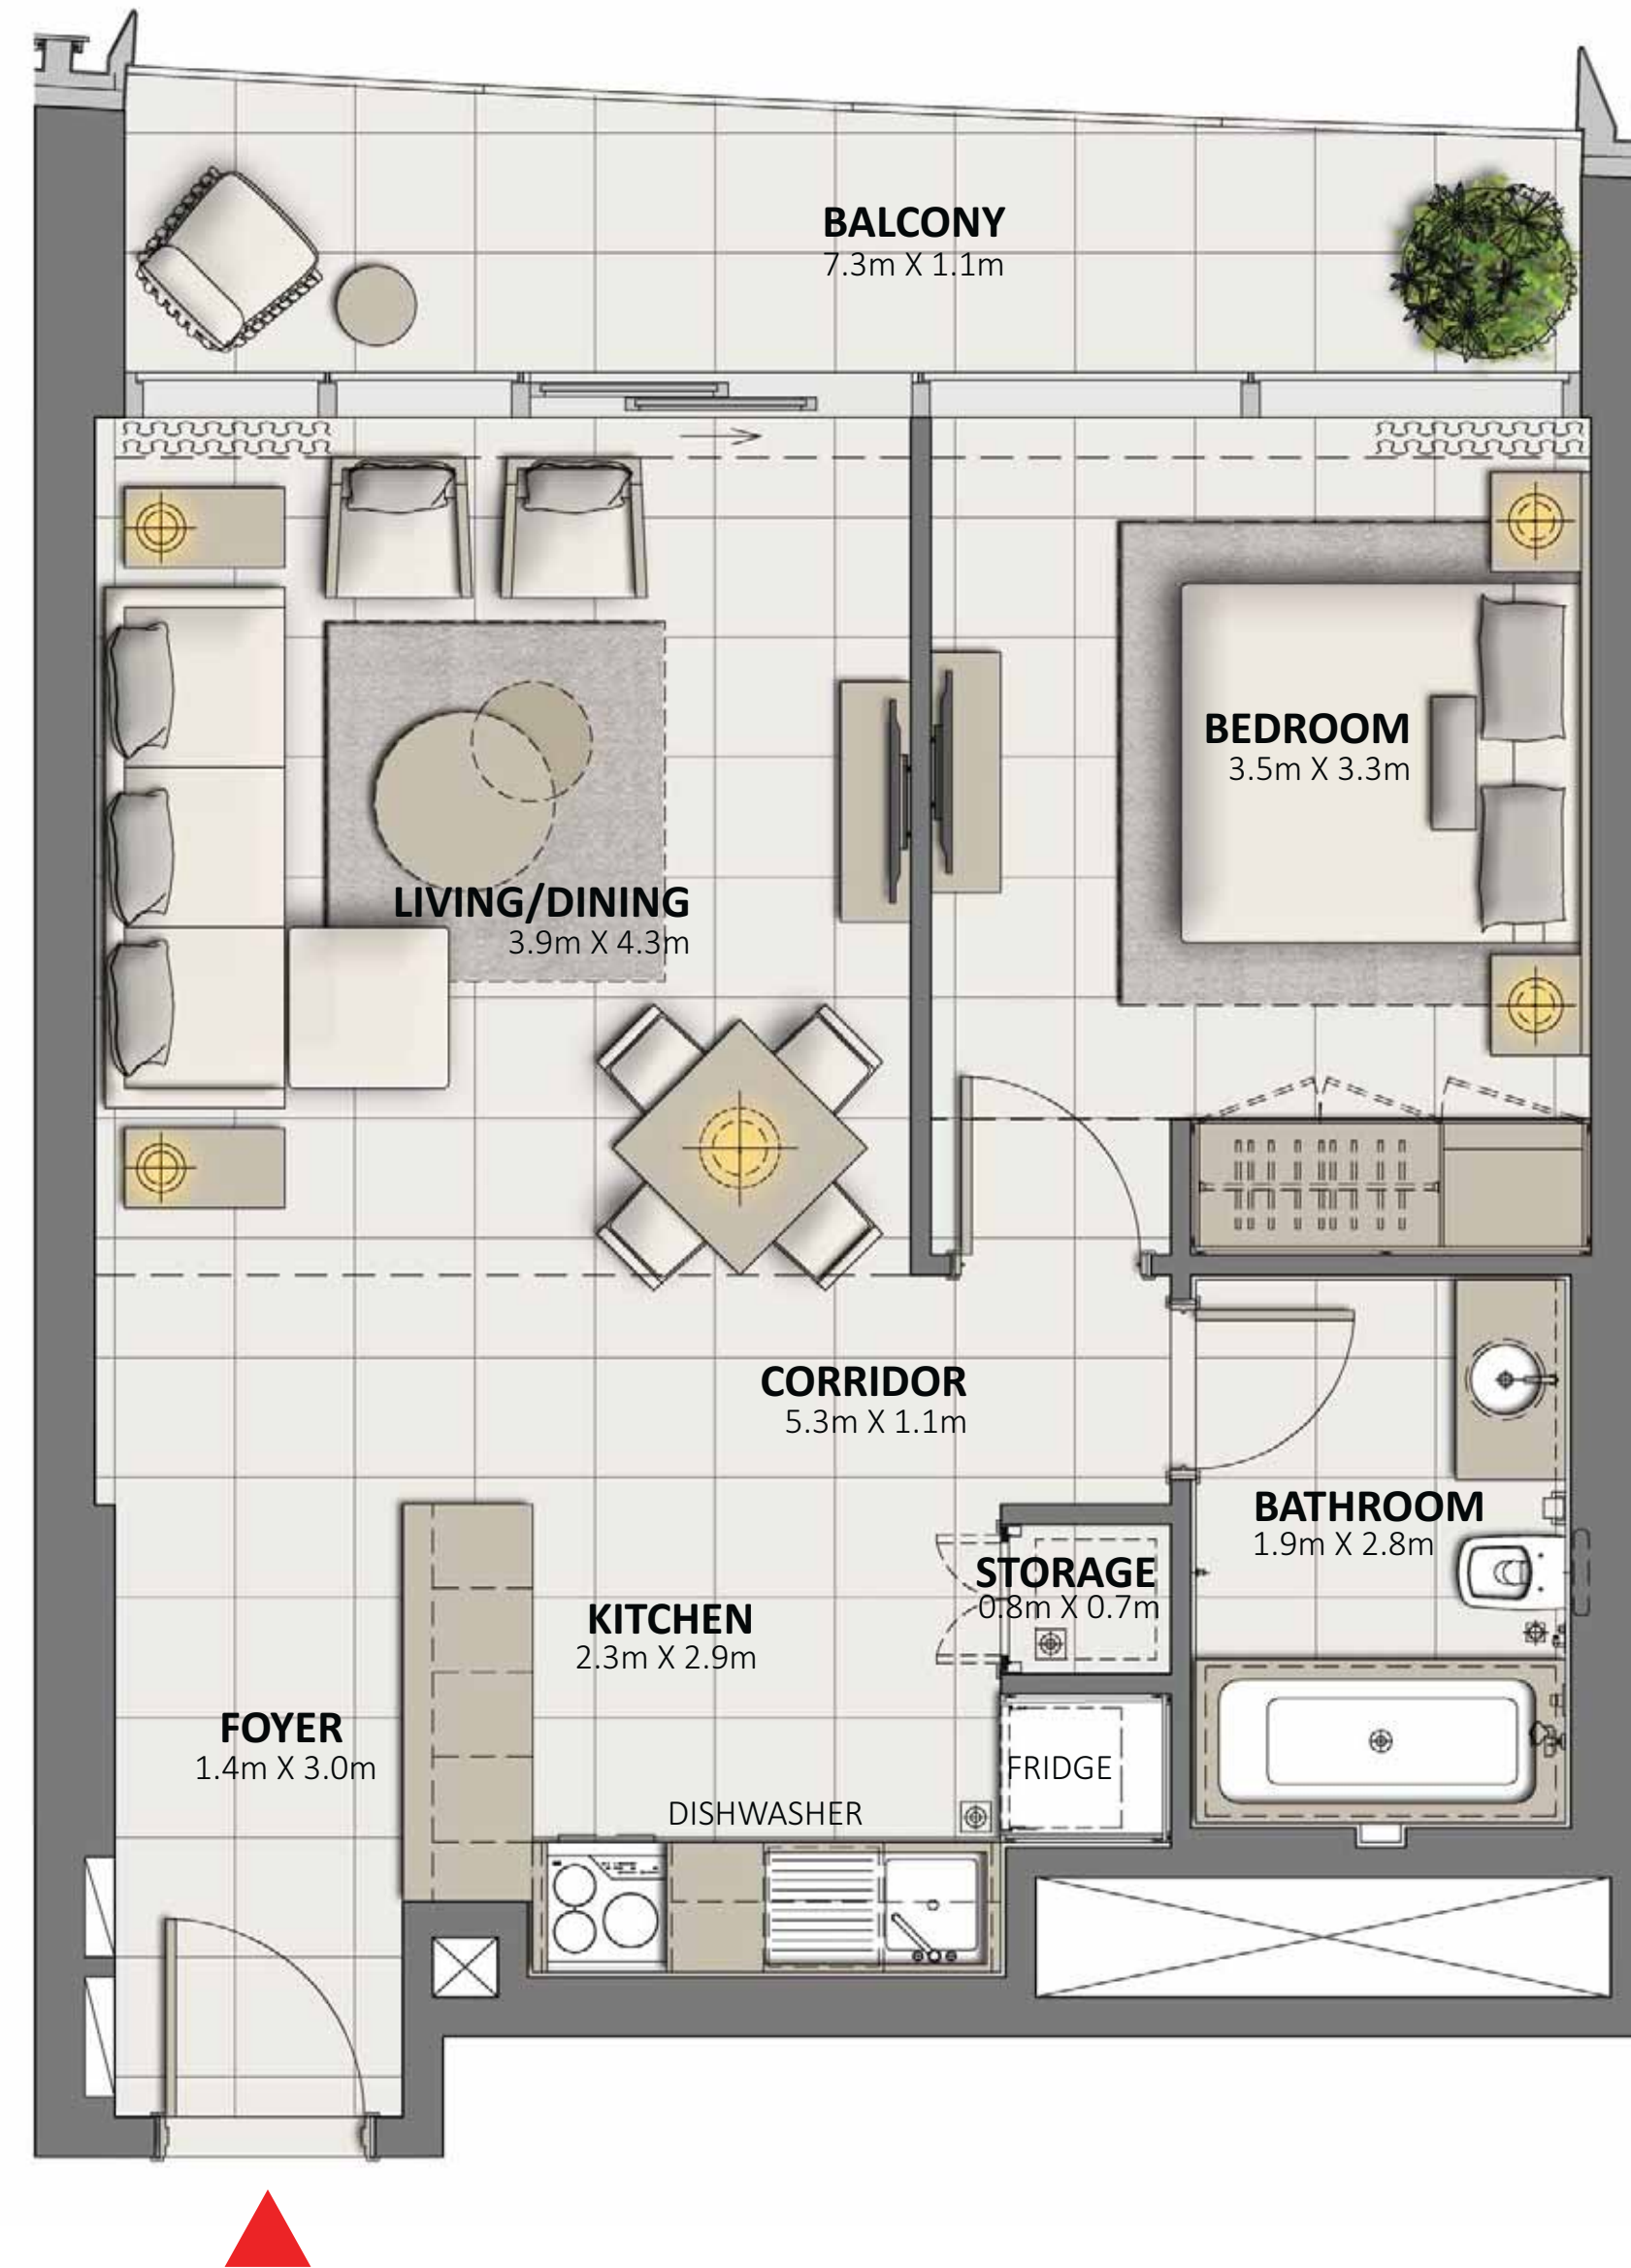 BALCONY
7.3m X 1.1m
BEDROOM
3.5m X 3.3m
LIVING/DINING
3.9m X 4.3m
CORRIDOR
5.3m X 1.1m
BATHROOM
1.9m X 2.8m
STORAGE
0.8m X 0.7m
KITCHEN
2.3m X 2.9m
FOYER
1.4m X 3.0m
FRIDGE
DISHWASHER